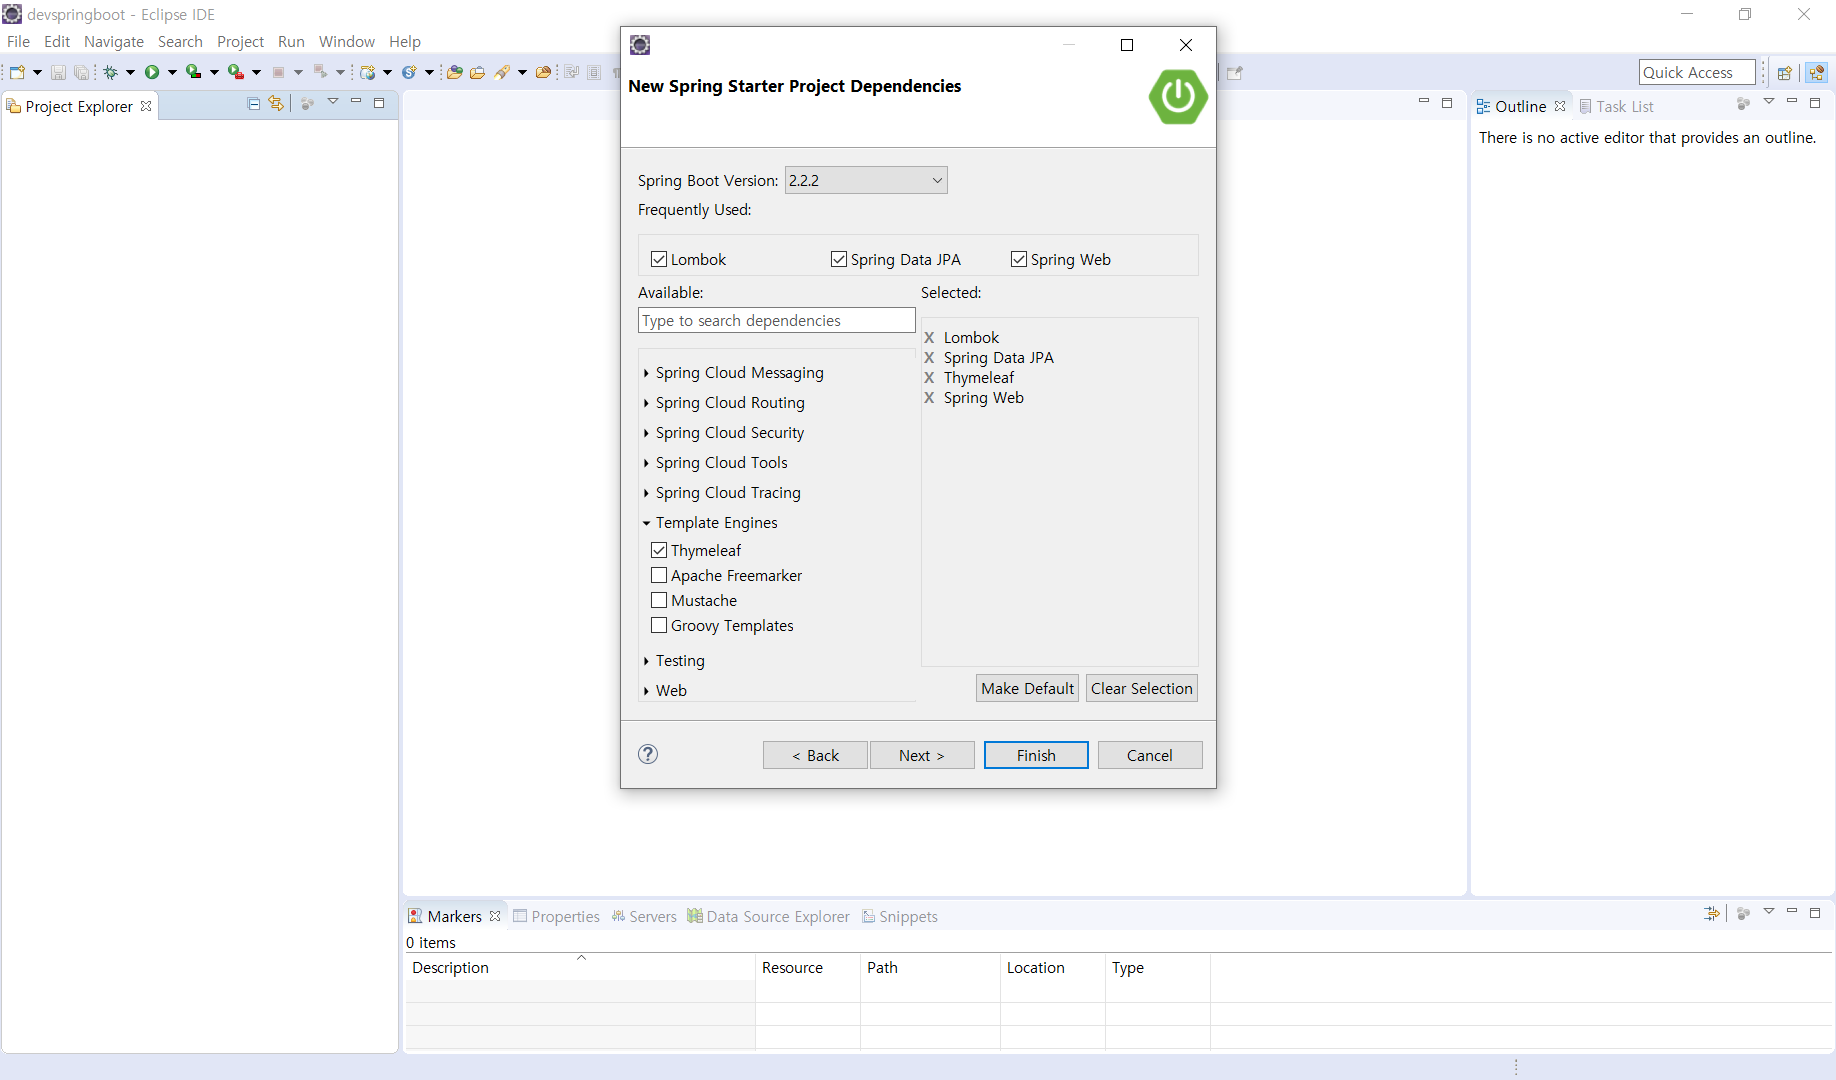 devspringboot - Eclipse IDE
File Edit Navigate Search Project Run Window Help
Quick Access
Project Explorer
Outline Task List
There is no active editor that provides an outline.
New Spring Starter Project Dependencies
Spring Boot Version: 2.2.2
Frequently Used:
Lombok Spring Data JPA Spring Web
Available: Selected:
Type to search dependencies
Spring Cloud Messaging
Spring Cloud Routing
Spring Cloud Security
Spring Cloud Tools
Spring Cloud Tracing
Template Engines
Thymeleaf
Apache Freemarker
Mustache
Groovy Templates
Testing
Web
X Lombok
X Spring Data JPA
X Thymeleaf
X Spring Web
Make Default Clear Selection
? < Back Next > Finish Cancel
Markers Properties Servers Data Source Explorer Snippets
0 items
Description Resource Path Location Type